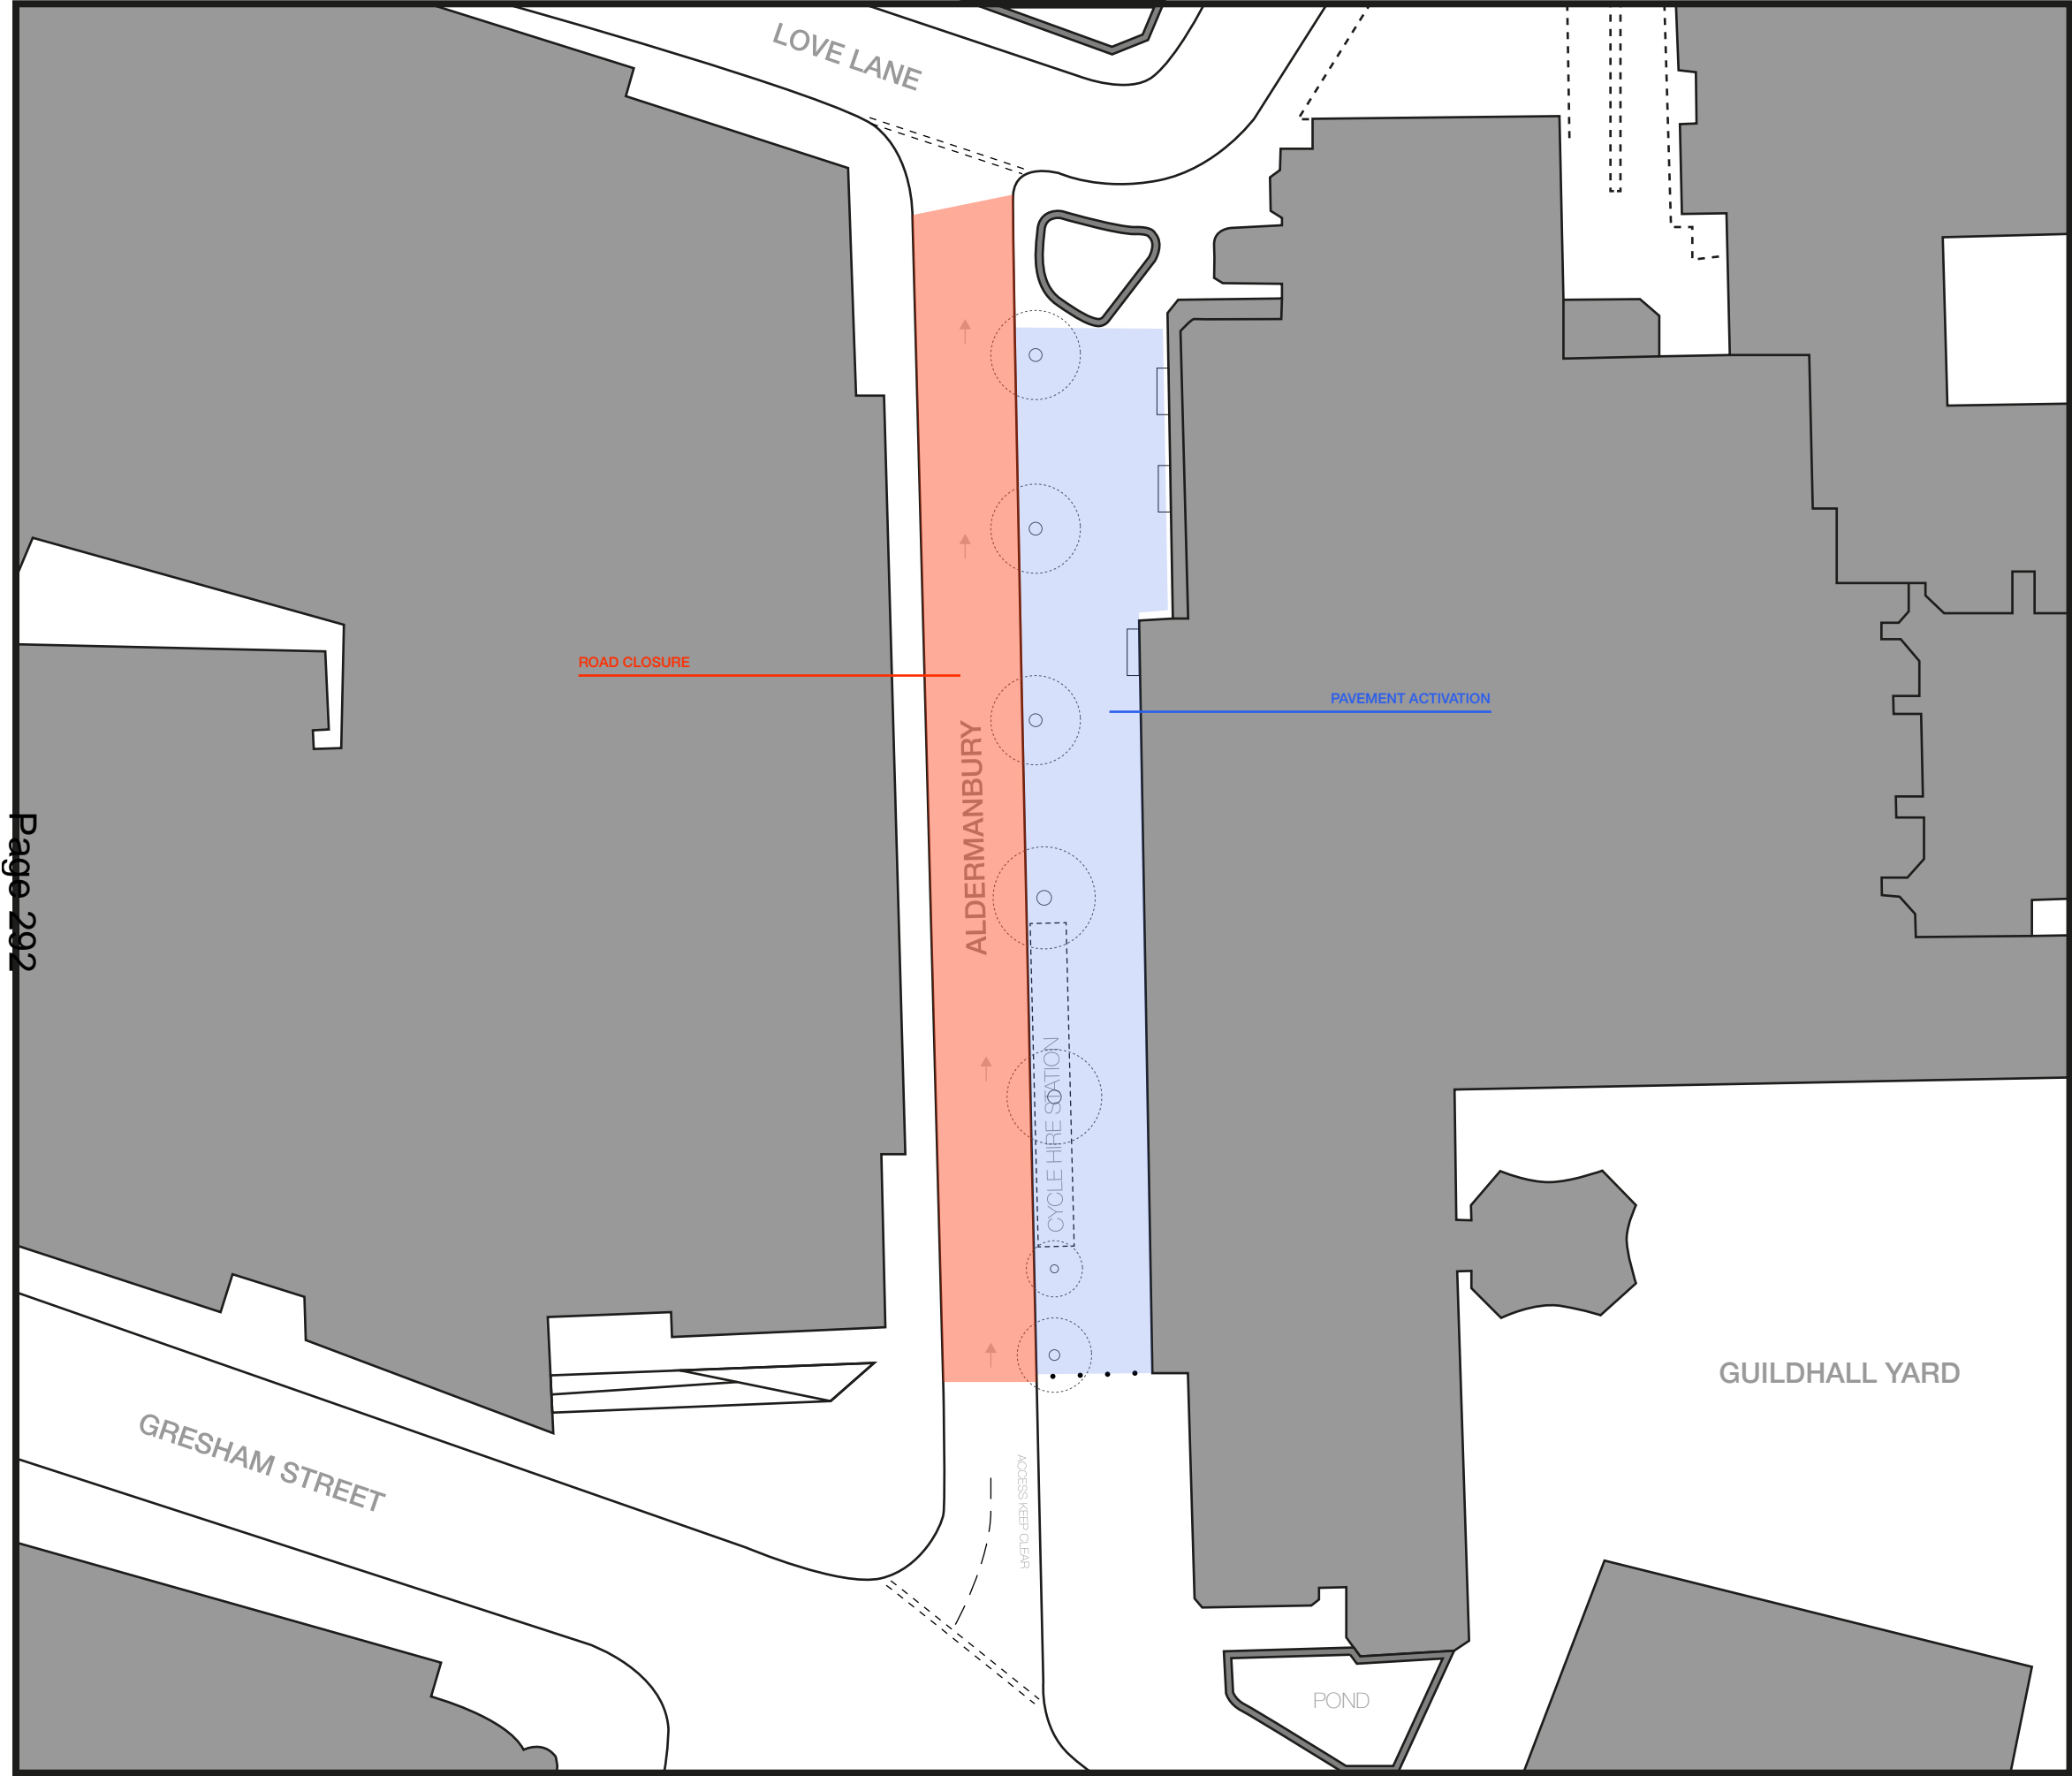 LOVE LANE
ROAD CLOSURE
PAVEMENT ACTIVATION
ALDERMANBURY
Page 292
CYCLE HIRE STATION
GUILDHALL YARD
GRESHAM STREET
ACCESS KEEP CLEAR
POND